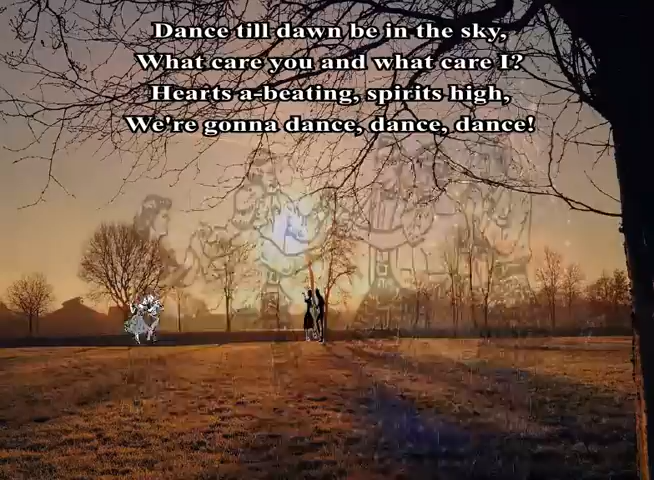 Dance till dawn be in the sky,
What care you and what care I?
Hearts a-beating, spirits high,
We're gonna dance, dance, dance!